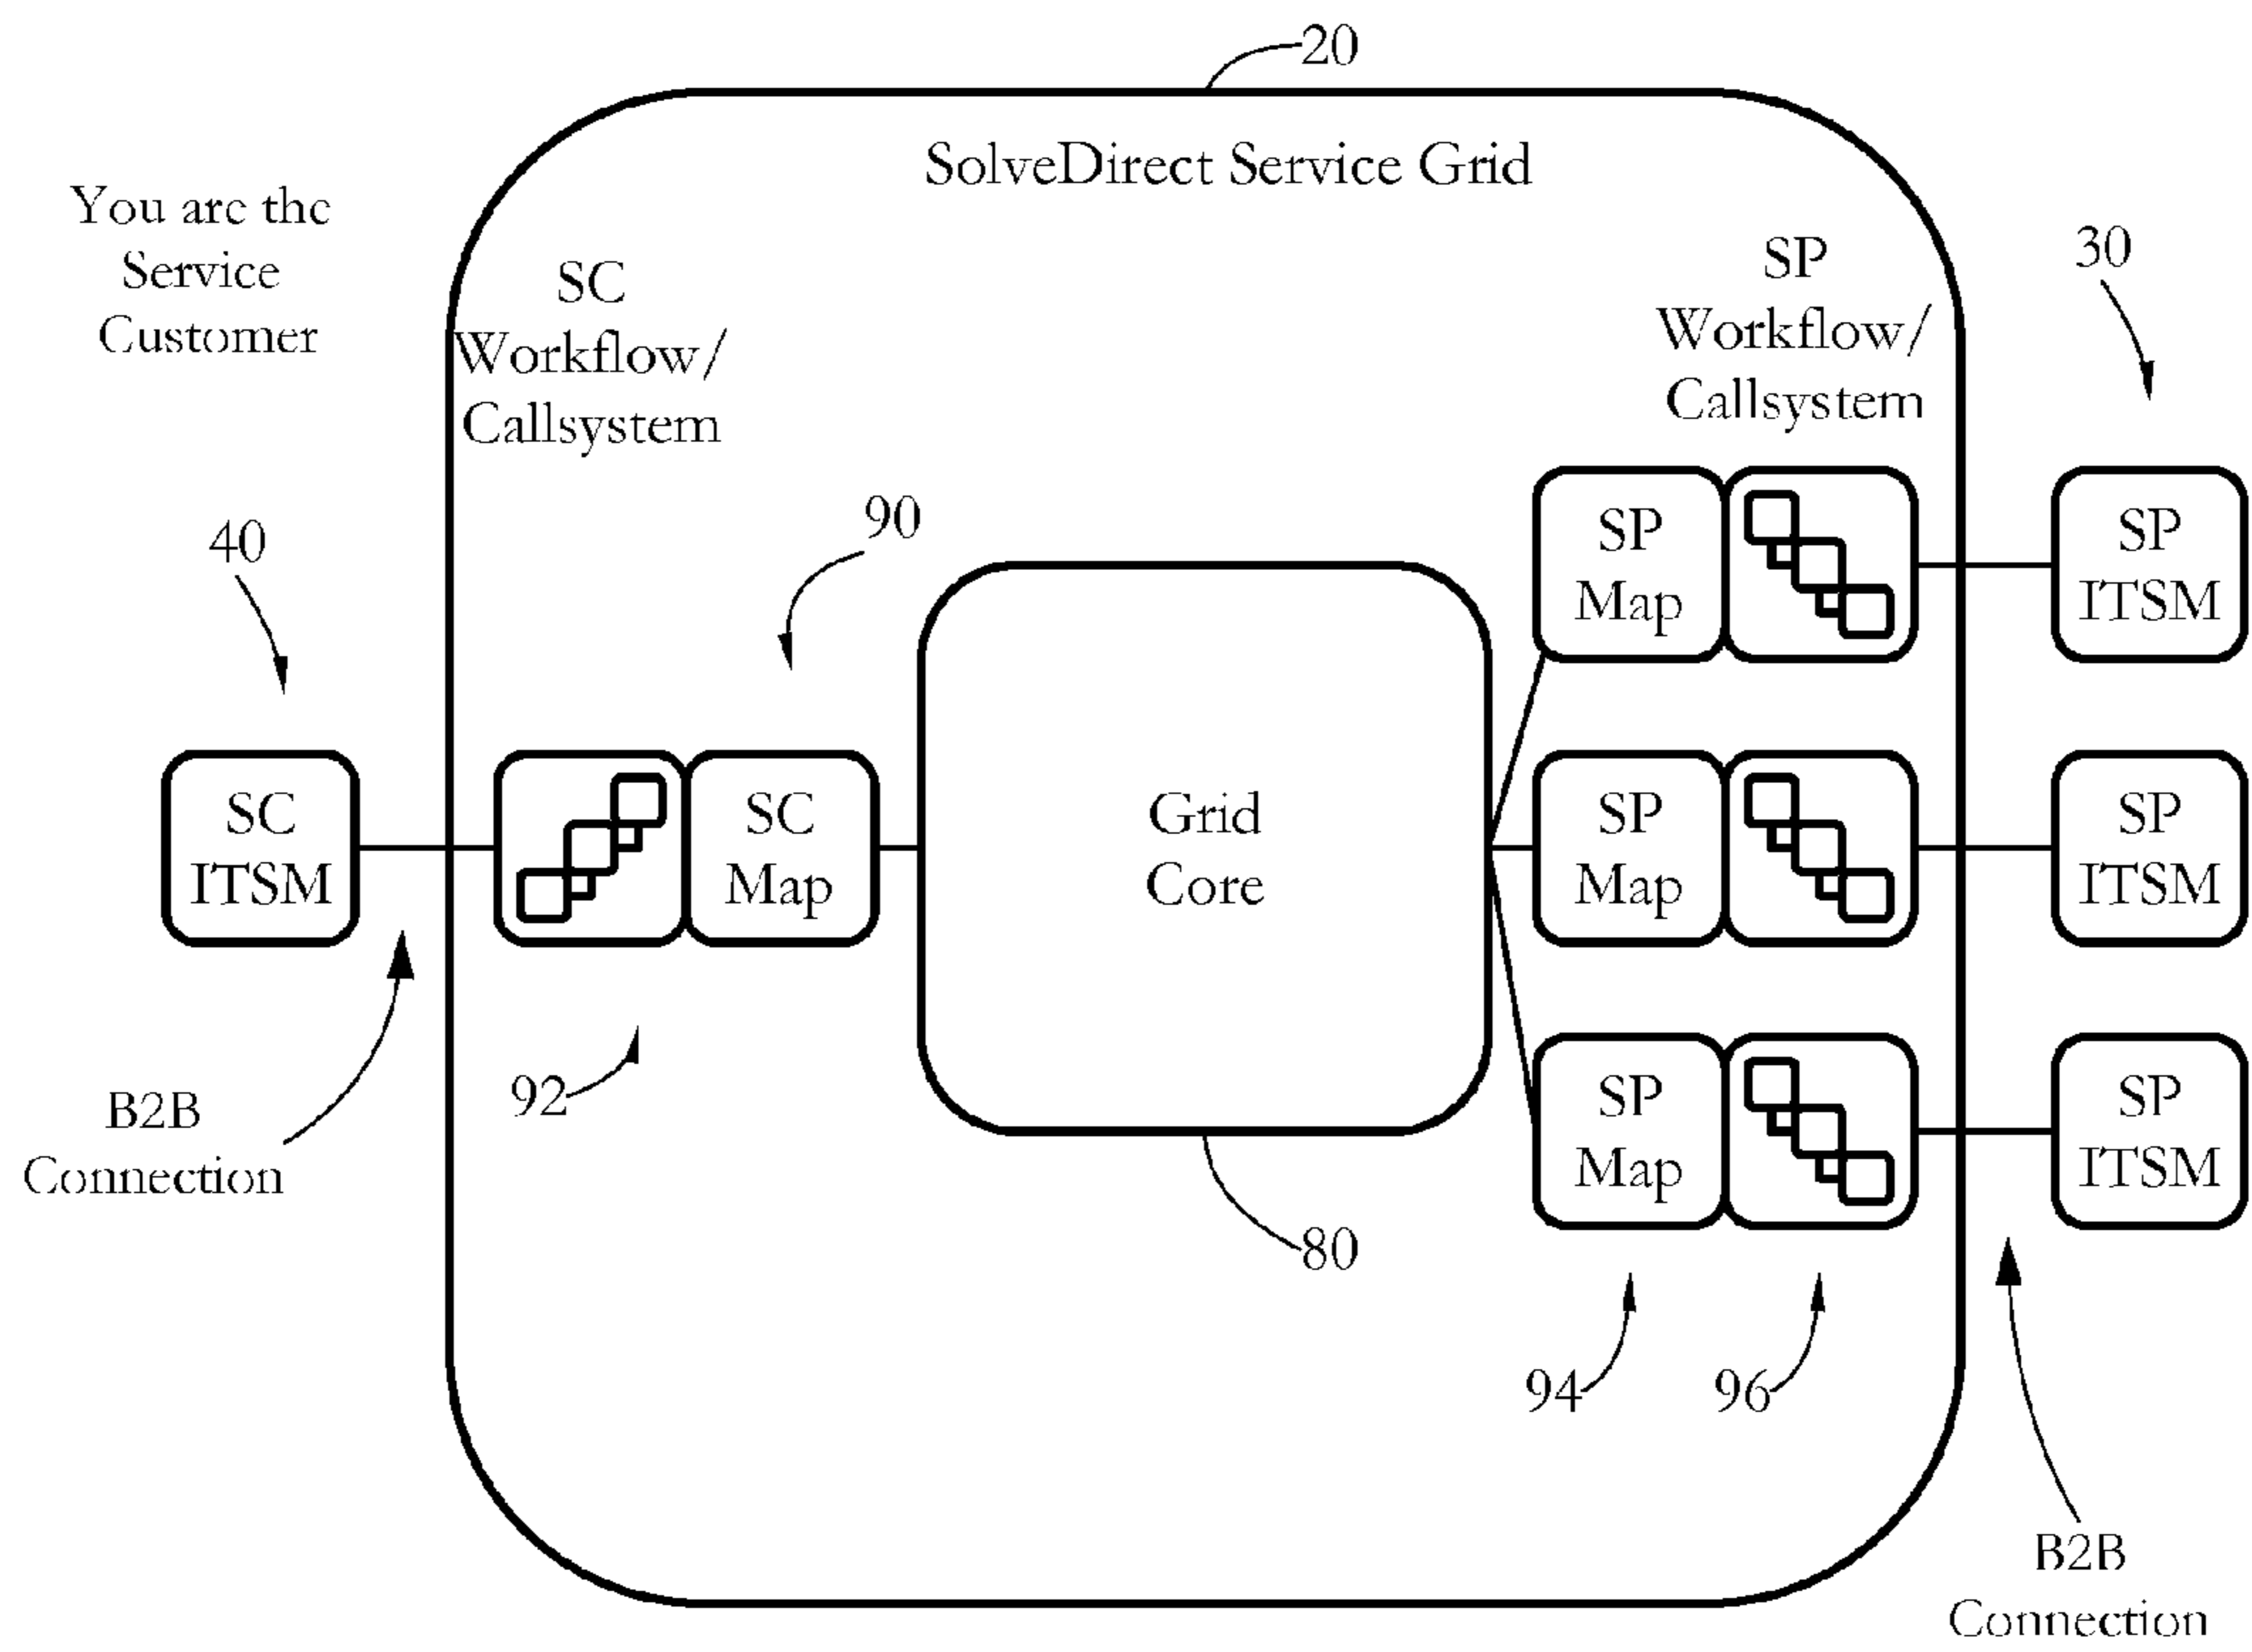 20
SolveDirect Service Grid
You are the
Service
Customer
SC
Workflow/
Callsystem
SP
Workflow/
Callsystem
30
40
90
SP
Map
SP
ITSM
SC
ITSM
SC
Map
Grid
Core
SP
Map
SP
ITSM
B2B
Connection
92
SP
Map
SP
ITSM
80
94
96
B2B
Connection